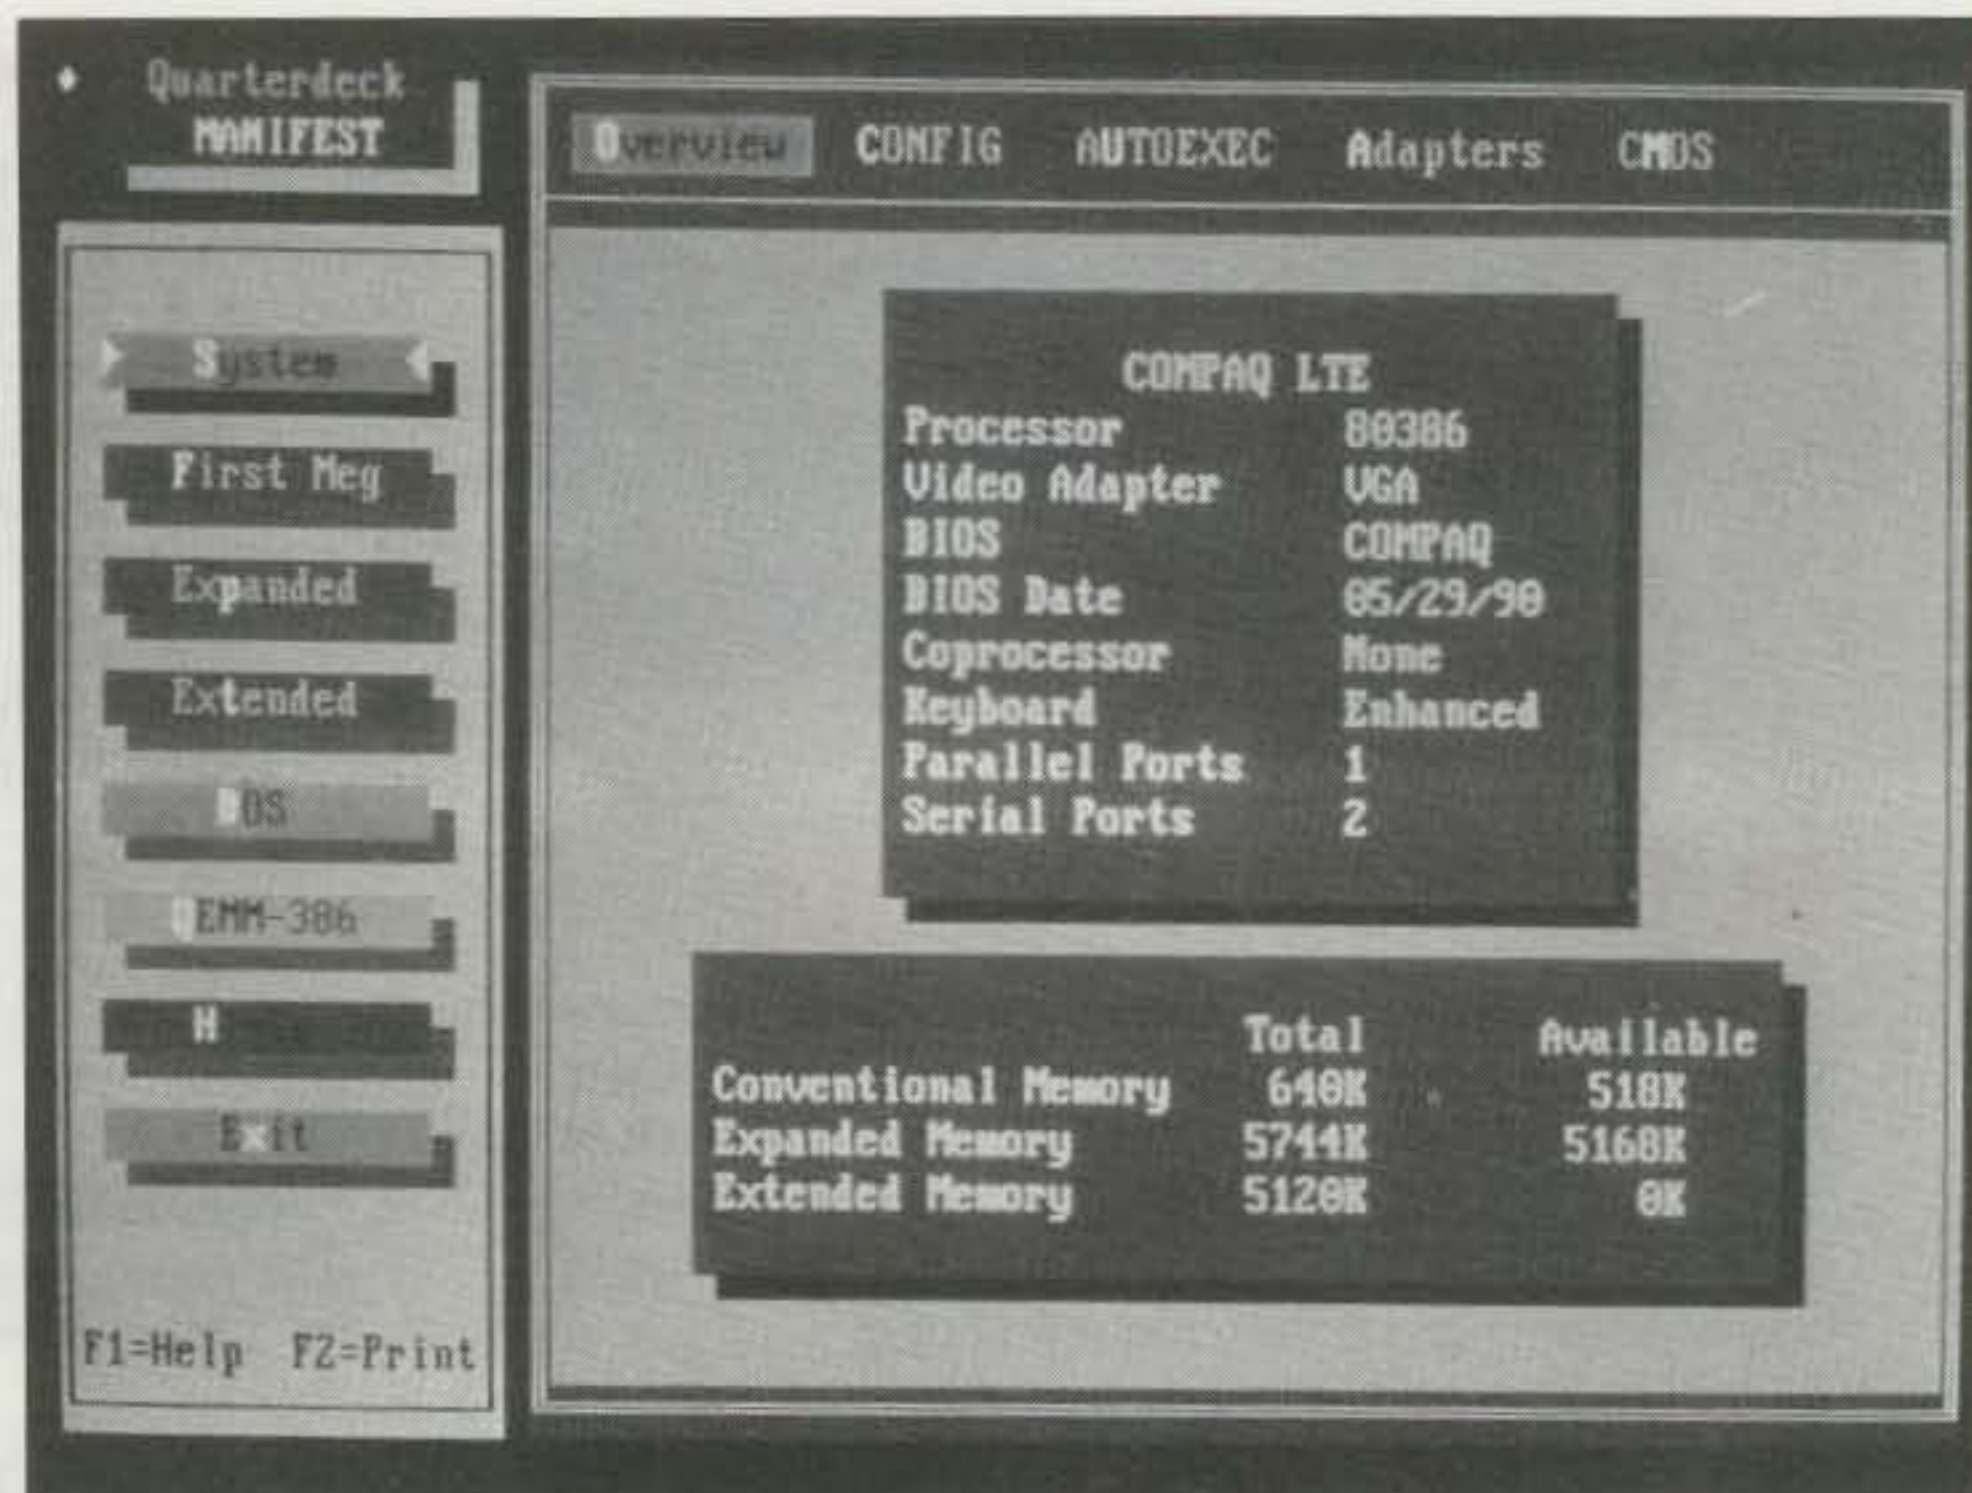 Quarterdeck
MANIFEST
Overview CONFIG AUTOEXEC Adapters CMOS
System
First Meg
Expanded
Extended
DOS
QEMM-386
H
Exit
F1=Help F2=Print
COMPAQ LTE
Processor 80386
Video Adapter VGA
BIOS COMPAQ
BIOS Date 05/29/90
Coprocessor None
Keyboard Enhanced
Parallel Ports 1
Serial Ports 2
Total Available
Conventional Memory 640K 518K
Expanded Memory 5744K 5168K
Extended Memory 5120K 0K